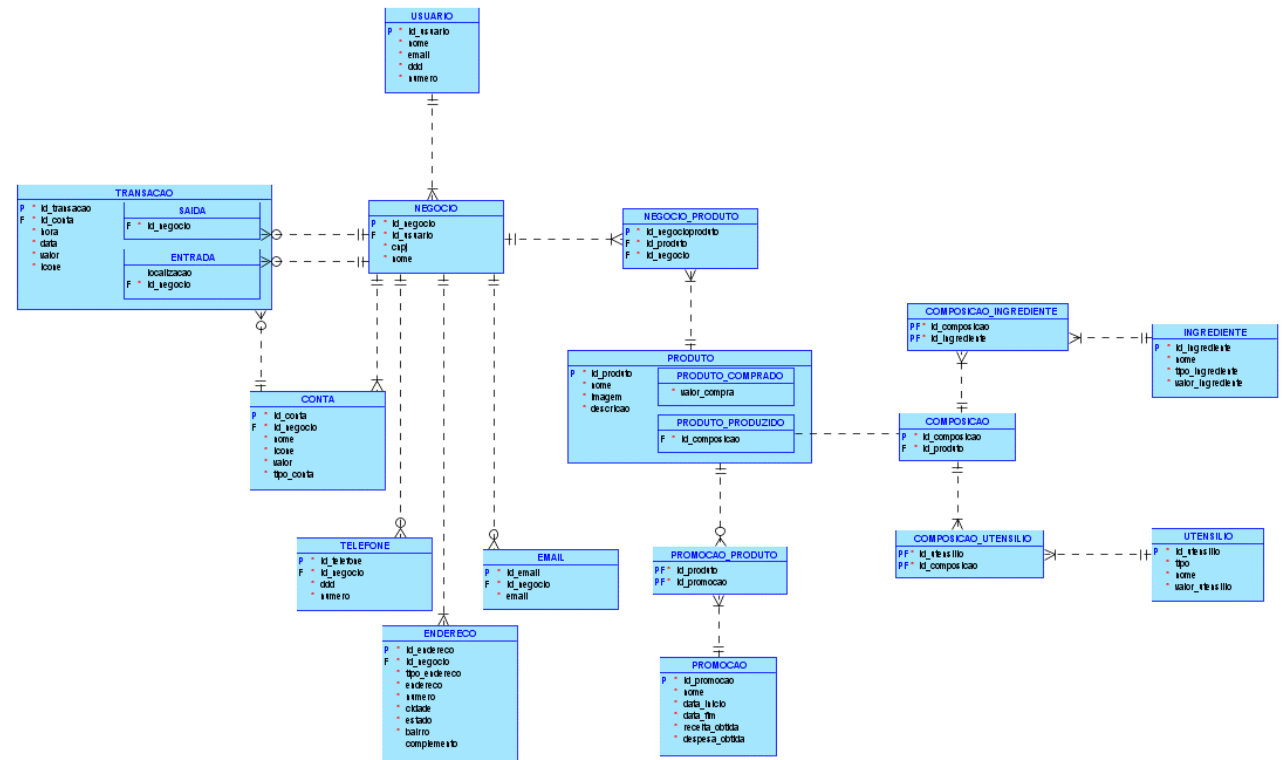 USUARIO
P * id_usuario
* nome
* email
* ddd
* numero
TRANSACAO
P * id_transacao
F * id_conta
* hora
* data
* valor
* icone
SAIDA
F * id_negocio
ENTRADA
localizacao
F * id_negocio
NEGOCIO
P * id_negocio
F * id_usuario
* cnpj
* nome
NEGOCIO_PRODUTO
P * id_negocioproduto
F * id_produto
F * id_negocio
COMPOSICAO_INGREDIENTE
PF * id_composicao
PF * id_ingrediente
INGREDIENTE
P * id_ingrediente
* nome
* tipo_ingrediente
* valor_ingrediente
PRODUTO
P * id_produto
* nome
* imagem
* descricao
PRODUTO_COMPRADO
* valor_compra
PRODUTO_PRODUZIDO
F * id_composicao
CONTA
P * id_conta
F * id_negocio
* nome
* icone
* valor
* tipo_conta
COMPOSICAO
P * id_composicao
F * id_produto
TELEFONE
P * id_telefone
F * id_negocio
* ddd
* numero
EMAIL
P * id_email
F * id_negocio
* email
PROMOCAO_PRODUTO
PF * id_produto
PF * id_promocao
COMPOSICAO_UTENSILIO
PF * id_utensilio
PF * id_composicao
UTENSILIO
P * id_utensilio
* tipo
* nome
* valor_utensilio
ENDERECO
P * id_endereco
F * id_negocio
* tipo_endereco
* endereco
* numero
* cidade
* estado
* bairro
complemento
PROMOCAO
P * id_promocao
* nome
* data_inicio
* data_fim
* receita_obtida
* despesa_obtida